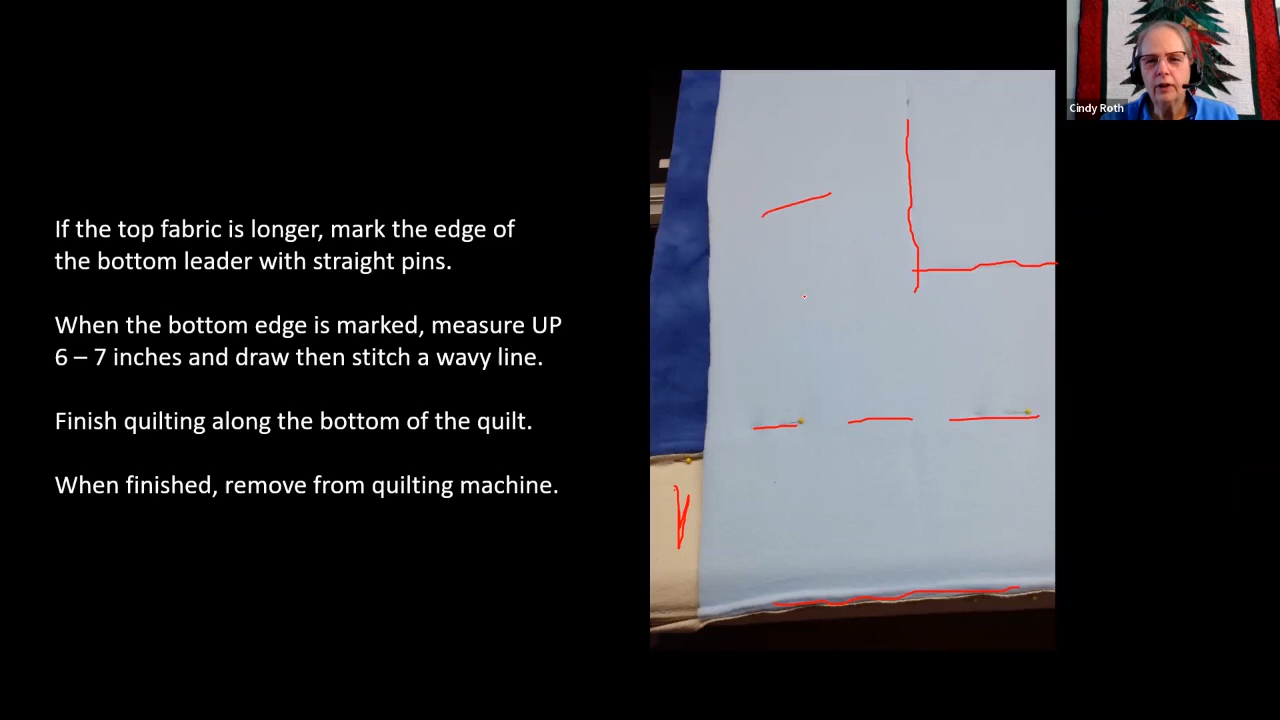 Cindy Roth
If the top fabric is longer, mark the edge of
the bottom leader with straight pins.
When the bottom edge is marked, measure UP
6 – 7 inches and draw then stitch a wavy line.
Finish quilting along the bottom of the quilt.
When finished, remove from quilting machine.